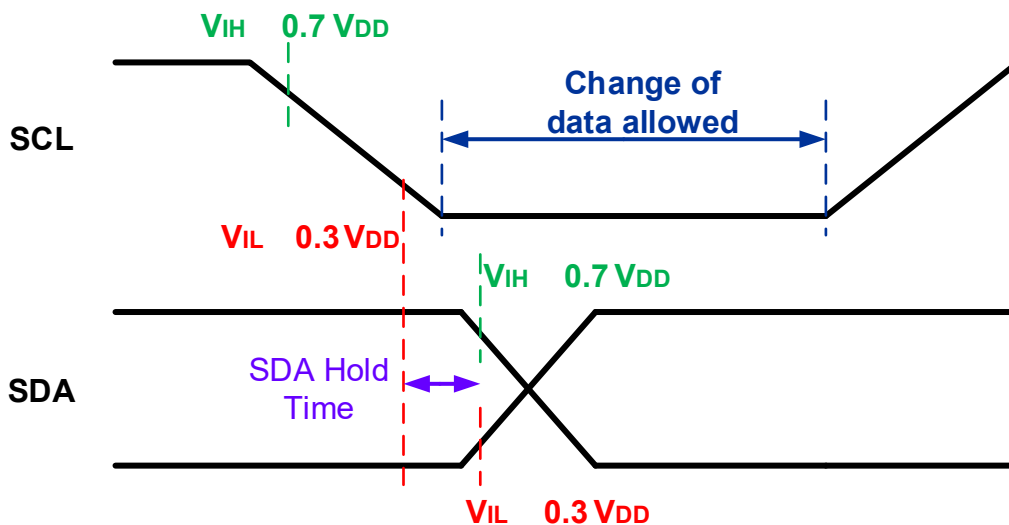 VIH 0.7 VDD
Change of
data allowed
SCL
VIL 0.3 VDD
VIH 0.7 VDD
SDA Hold
Time
SDA
VIL 0.3 VDD